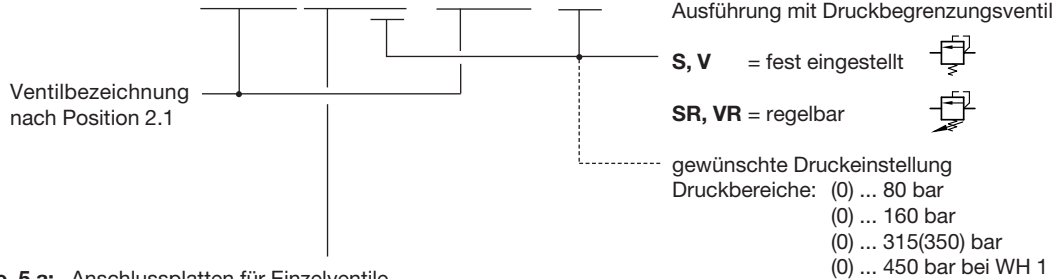 Ausführung mit Druckbegrenzungsventil
S, V = fest eingestellt
Ventilbezeichnung
nach Position 2.1
SR, VR = regelbar
gewünschte Druckeinstellung
Druckbereiche: (0) ... 80 bar
(0) ... 160 bar
(0) ... 315(350) bar
(0) ... 450 bar bei WH 1
5 a: Anschlussplatten für Einzelventile